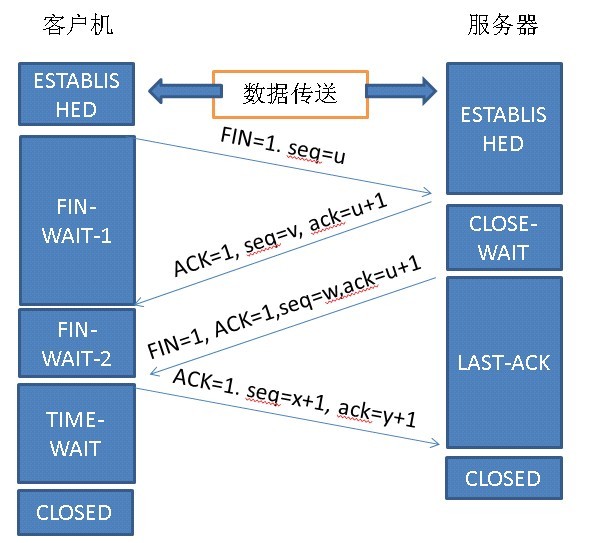 客户机
服务器
ESTABLIS
HED
数据传送
ESTABLIS
HED
FIN=1. seq=u
FIN-
WAIT-1
ACK=1, seq=v, ack=u+1
CLOSE-
WAIT
FIN=1, ACK=1,seq=w,ack=u+1
FIN-
WAIT-2
LAST-ACK
ACK=1. seq=x+1, ack=y+1
TIME-
WAIT
CLOSED
CLOSED